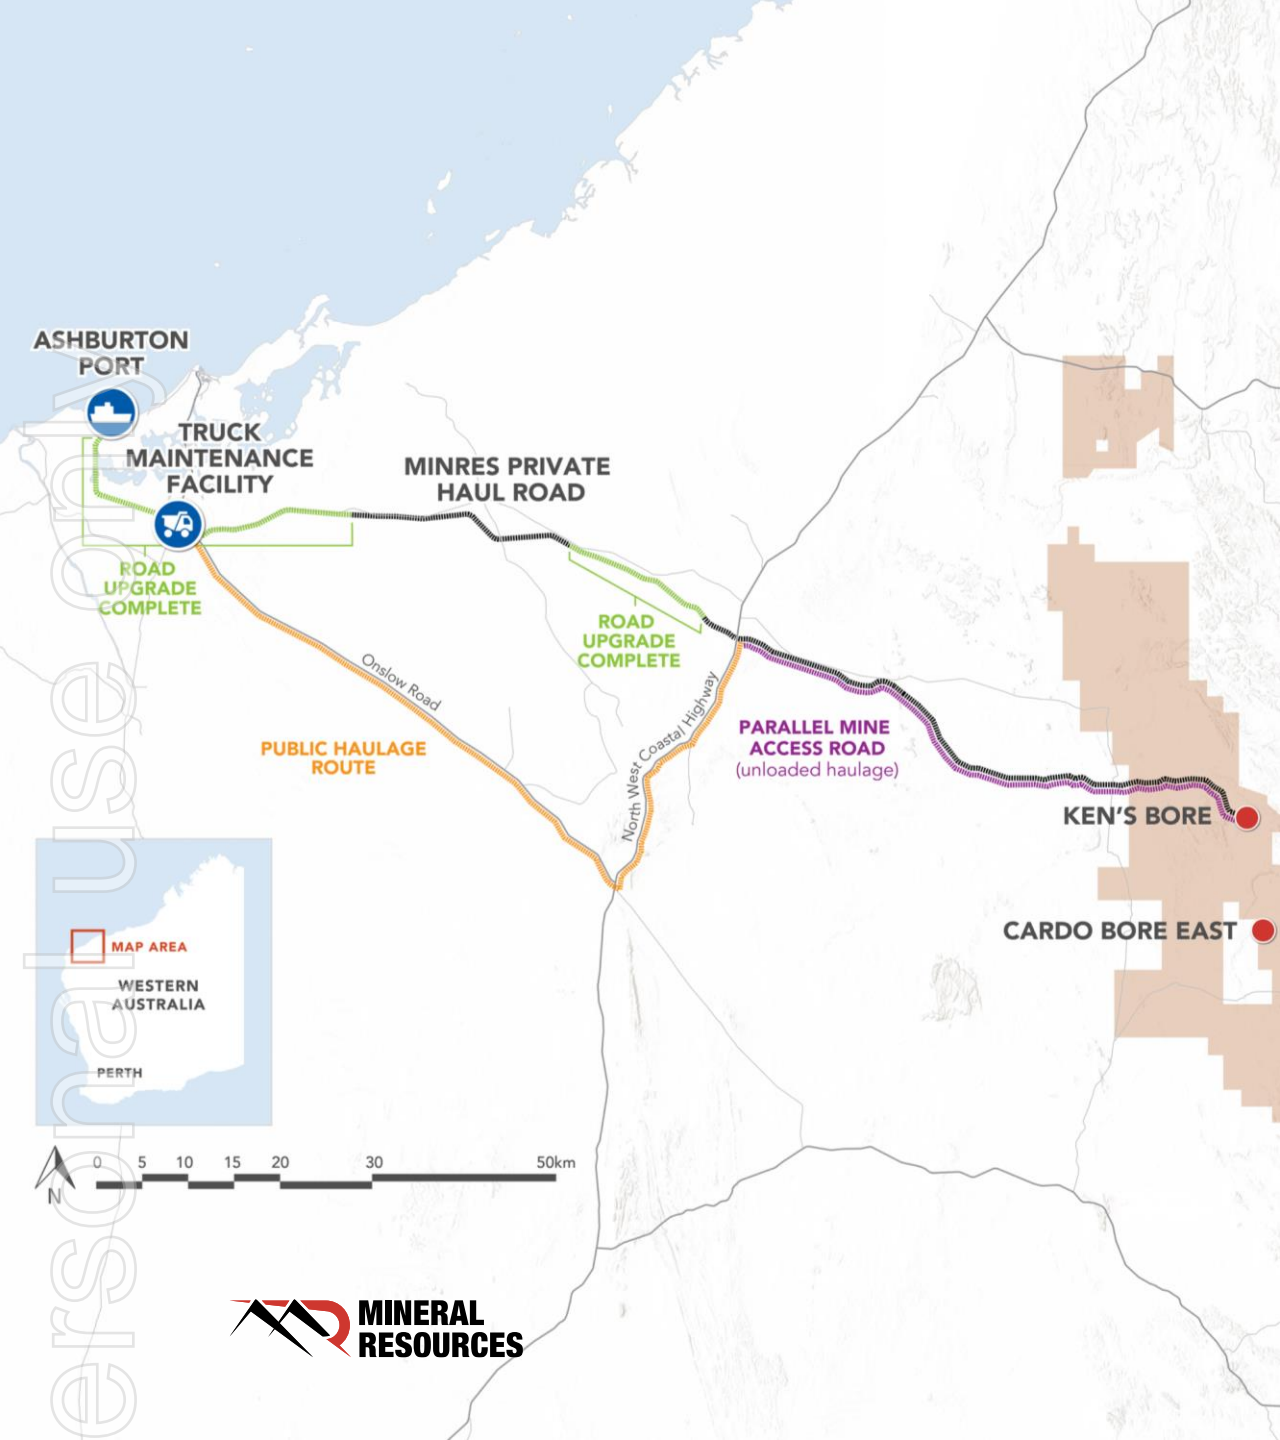 ASHBURTON
PORT
TRUCK
MAINTENANCE
FACILITY
MINRES PRIVATE
HAUL ROAD
ROAD
UPGRADE
COMPLETE
ROAD
UPGRADE
COMPLETE
Onslow Road
North West Coastal Highway
PUBLIC HAULAGE
ROUTE
PARALLEL MINE
ACCESS ROAD
(unloaded haulage)
KEN'S BORE
CARDO BORE EAST
MAP AREA
WESTERN
AUSTRALIA
PERTH
0 5 10 15 20 30 50km
N
MINERAL
RESOURCES
ersonal use only